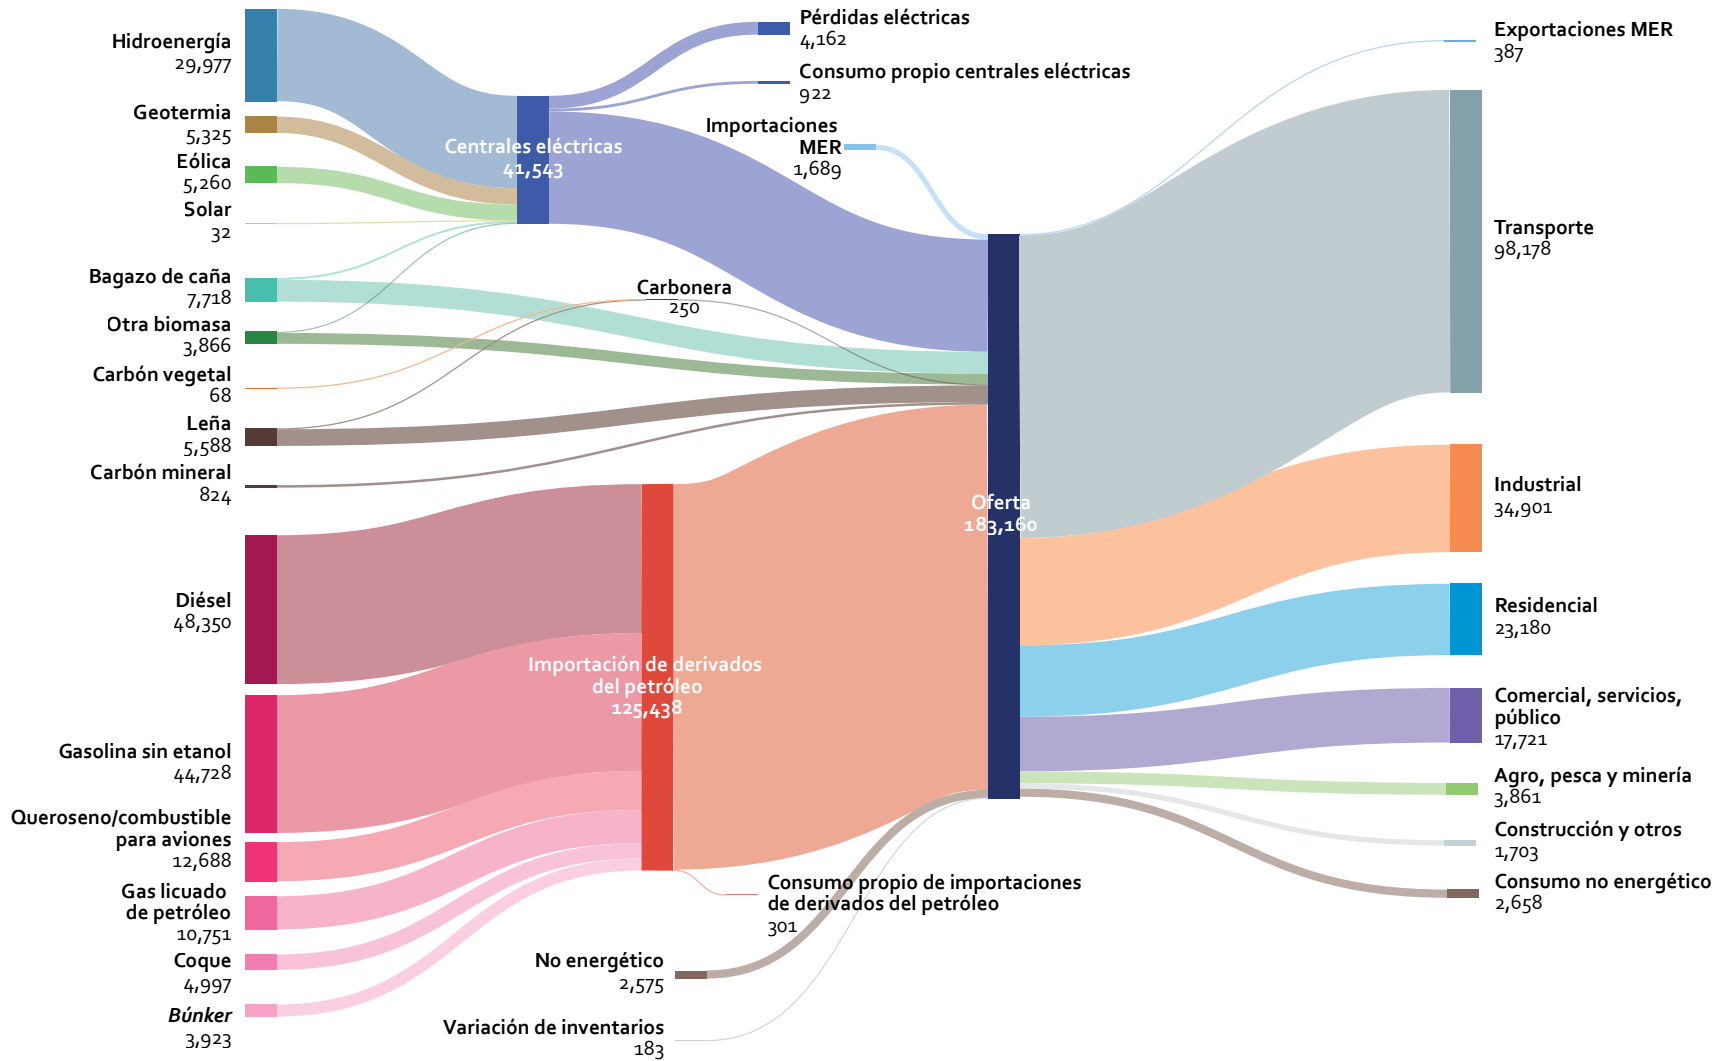 Hidroenergía
29,977
Geotermia
5,325
Eólica
5,260
Solar
32
Bagazo de caña
7,718
Otra biomasa
3,866
Carbón vegetal
68
Leña
5,588
Carbón mineral
824
Diésel
48,350
Gasolina sin etanol
44,728
Queroseno/combustible
para aviones
12,688
Gas licuado
de petróleo
10,751
Coque
4,997
Búnker
3,923
Centrales eléctricas
41,543
Pérdidas eléctricas
4,162
Consumo propio centrales eléctricas
922
Importaciones
MER
1,689
Carbonera
250
Importación de derivados
del petróleo
125,438
Consumo propio de importaciones
de derivados del petróleo
301
No energético
2,575
Variación de inventarios
183
Oferta
183,160
Exportaciones MER
387
Transporte
98,178
Industrial
34,901
Residencial
23,180
Comercial, servicios,
público
17,721
Agro, pesca y minería
3,861
Construcción y otros
1,703
Consumo no energético
2,658